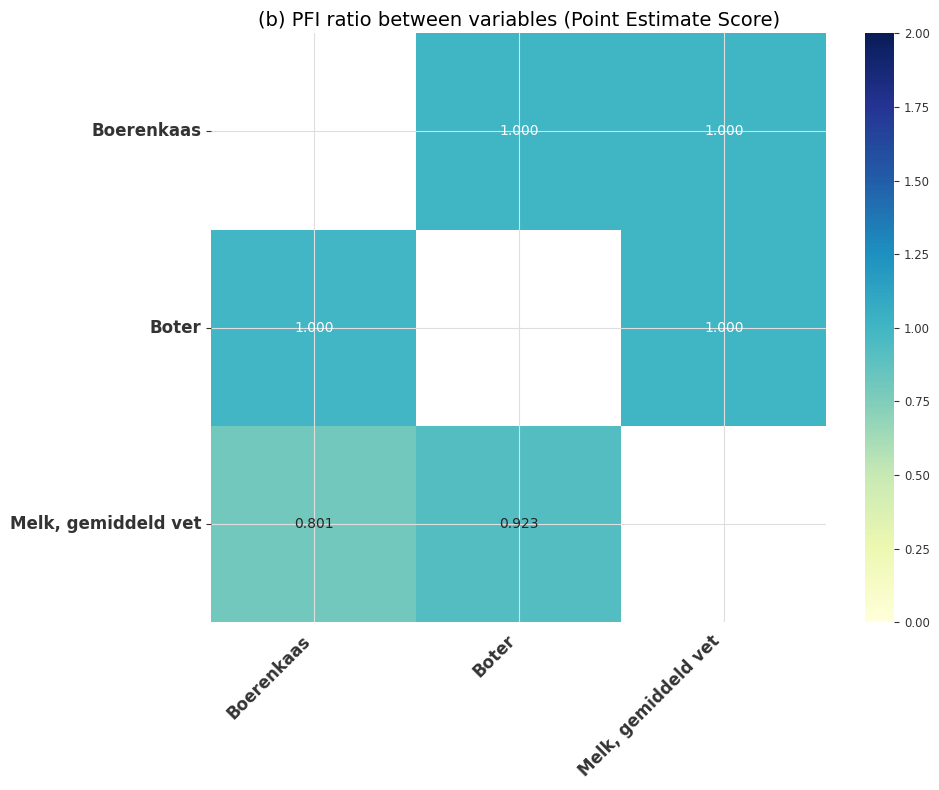 (b) PFI ratio between variables (Point Estimate Score)
Boerenkaas
1.000
1.000
Boter
1.000
1.000
Melk, gemiddeld vet
0.801
0.923
Boerenkaas
Boter
Melk, gemiddeld vet
2.00
1.75
1.50
1.25
1.00
0.75
0.50
0.25
0.00